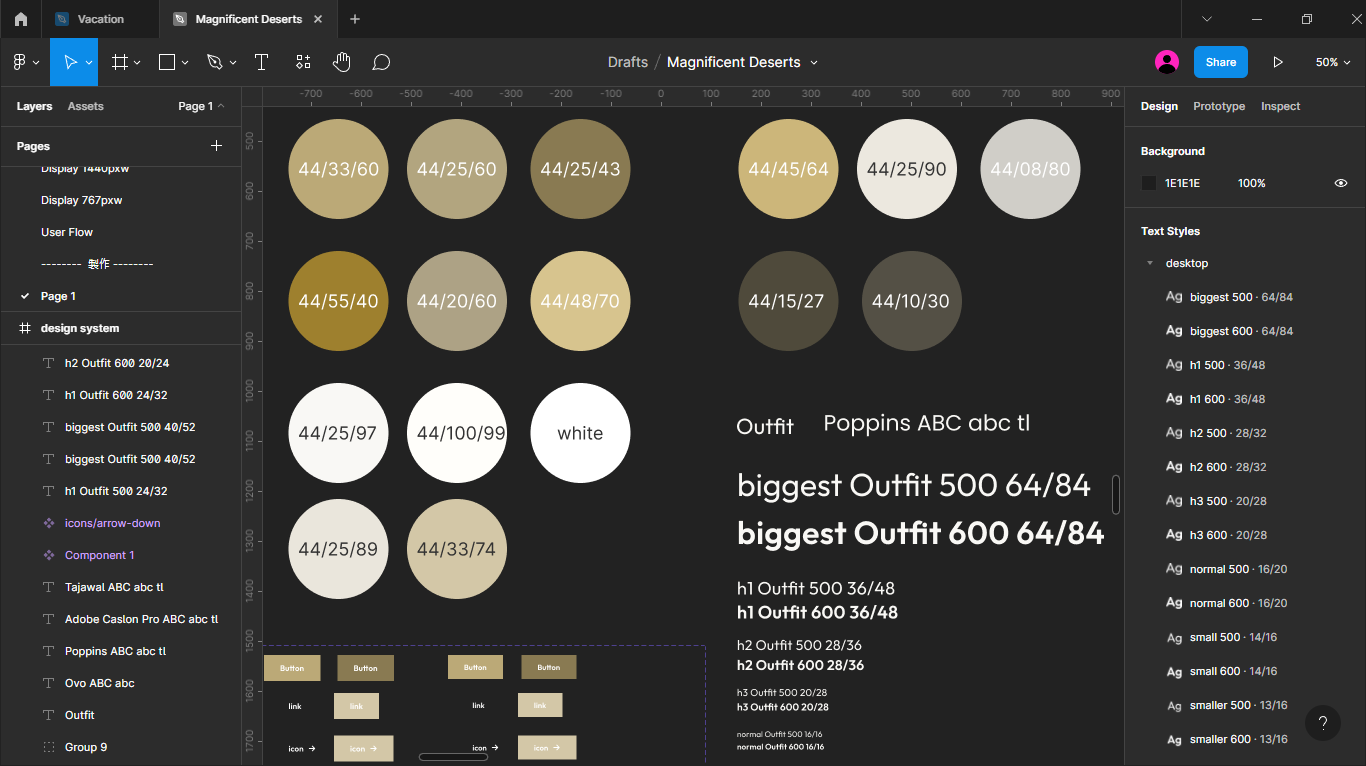 Vacation
Magnificent Deserts
Drafts / Magnificent Deserts
Share
50%
Layers
Assets
Page 1
Pages
Display 1440pxw
Display 767pxw
User Flow
-------- 製作 --------
Page 1
design system
h2 Outfit 600 20/24
h1 Outfit 600 24/32
biggest Outfit 500 40/52
biggest Outfit 500 40/52
h1 Outfit 500 24/32
icons/arrow-down
Component 1
Tajawal ABC abc tl
Adobe Caslon Pro ABC abc tl
Poppins ABC abc tl
Ovo ABC abc
Outfit
Group 9
-700 -600 -500 -400 -300 -200 -100 0 100 200 300 400 500 600 700 800 900
500
600
700
800
900
1000
1100
1200
1300
1400
1500
1600
1700
44/33/60
44/25/60
44/25/43
44/45/64
44/25/90
44/08/80
44/55/40
44/20/60
44/48/70
44/15/27
44/10/30
44/25/97
44/100/99
white
44/25/89
44/33/74
Outfit
Poppins ABC abc tl
biggest Outfit 500 64/84
biggest Outfit 600 64/84
h1 Outfit 500 36/48
h1 Outfit 600 36/48
h2 Outfit 500 28/36
h2 Outfit 600 28/36
h3 Outfit 500 20/28
h3 Outfit 600 20/28
normal Outfit 500 16/16
normal Outfit 600 16/16
Button
Button
Button
Button
link
link
link
link
icon →
icon →
icon →
icon →
Design
Prototype
Inspect
Background
1E1E1E
100%
Text Styles
desktop
Ag biggest 500 · 64/84
Ag biggest 600 · 64/84
Ag h1 500 · 36/48
Ag h1 600 · 36/48
Ag h2 500 · 28/32
Ag h2 600 · 28/32
Ag h3 500 · 20/28
Ag h3 600 · 20/28
Ag normal 500 · 16/20
Ag normal 600 · 16/20
Ag small 500 · 14/16
Ag small 600 · 14/16
Ag smaller 500 · 13/16
Ag smaller 600 · 13/16
?